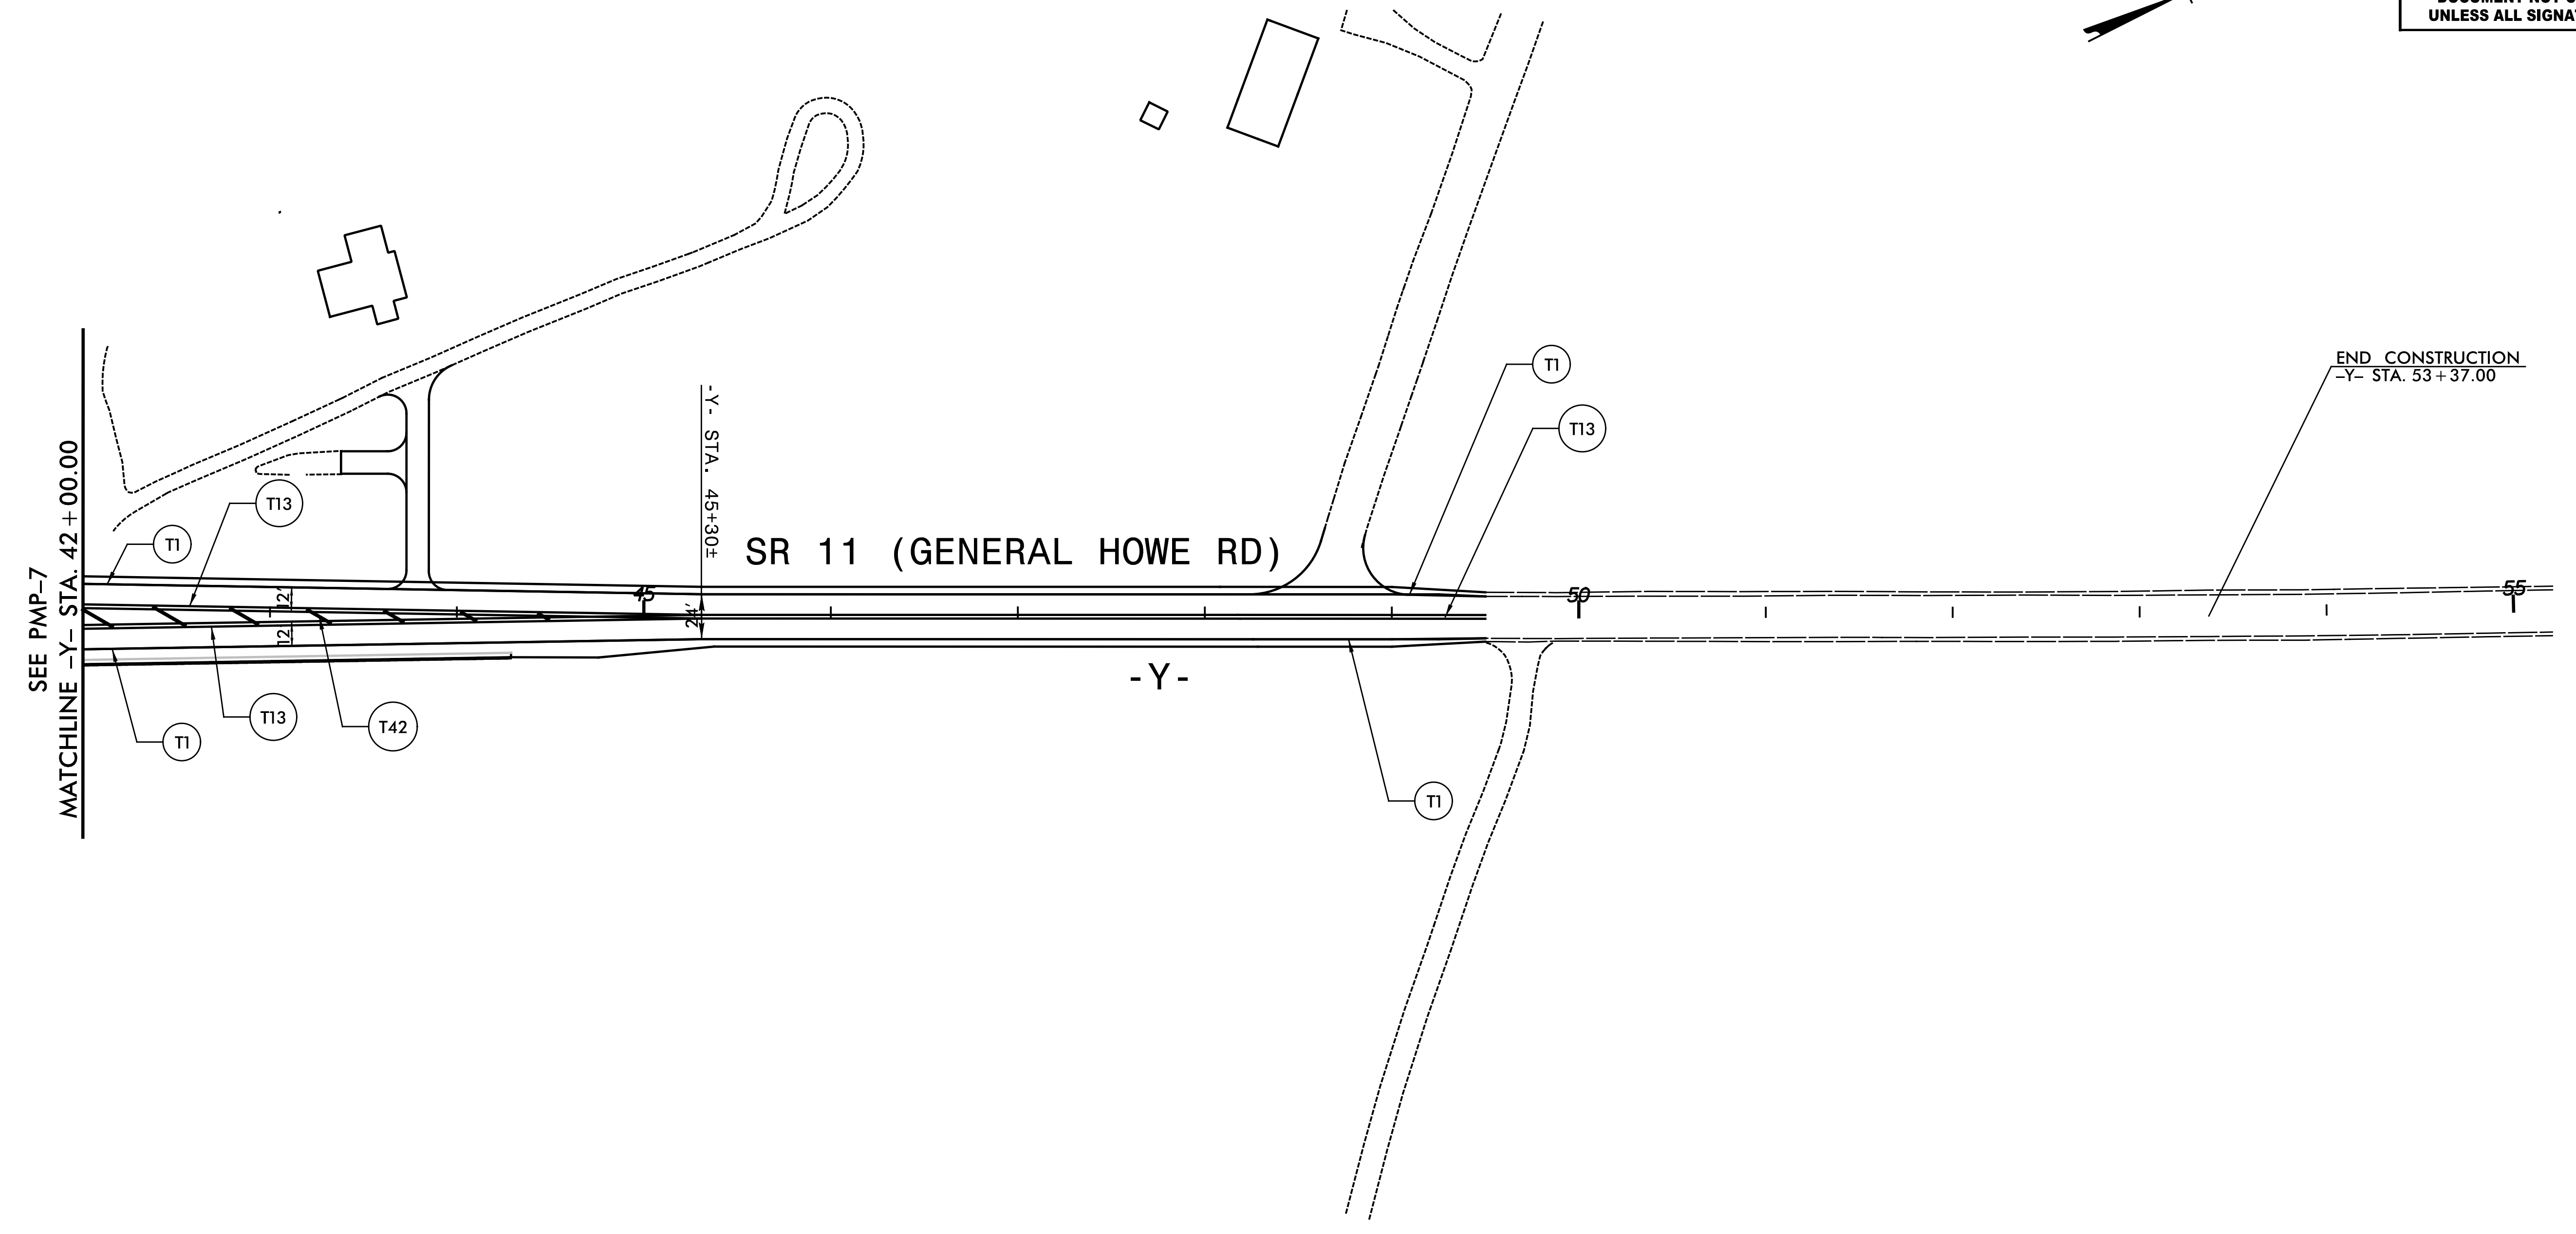 UNLESS ALL SIGNA
T1
T13
END CONSTRUCTION
-Y- STA. 53+37.00
SEE PMP-7
MATCHLINE -Y- STA. 42+00.00
-Y- STA. 45+30±
T13
T1
SR 11 (GENERAL HOWE RD)
12'
45
24'
50
55
12'
-Y-
T13
T42
T1
T1